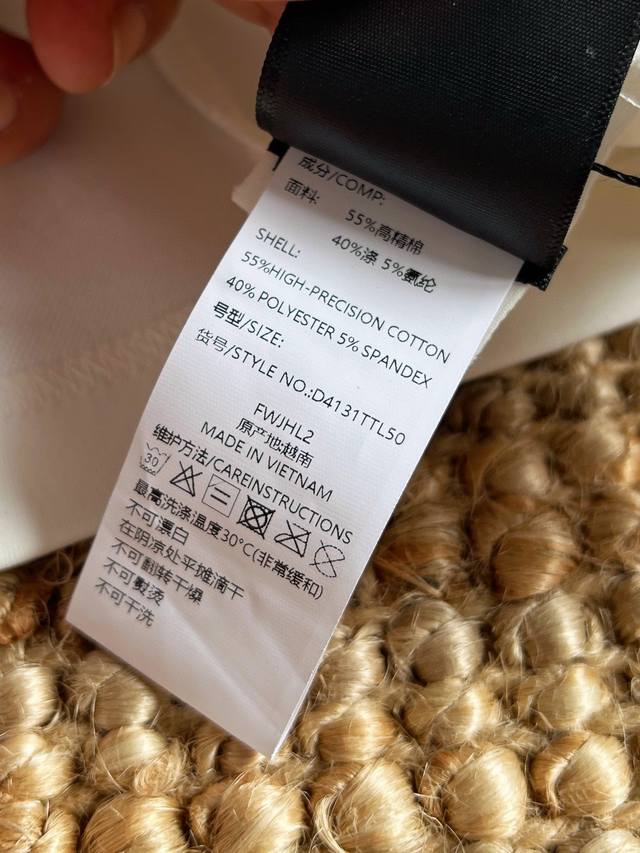 成分/COMP:
面料:
55%高精棉
40%涤 5%氨纶
SHELL:
55%HIGH-PRECISION COTTON
40% POLYESTER 5% SPANDEX
号型/SIZE:
货号/STYLE NO.:D4131TTL50
FWJHL2
原产地越南
MADE IN VIETNAM
维护方法/CAREINSTRUCTIONS
30
最高洗涤温度30°C(非常缓和)
不可漂白
在阴凉处平摊滴干
不可翻转干燥
不可熨烫
不可干洗